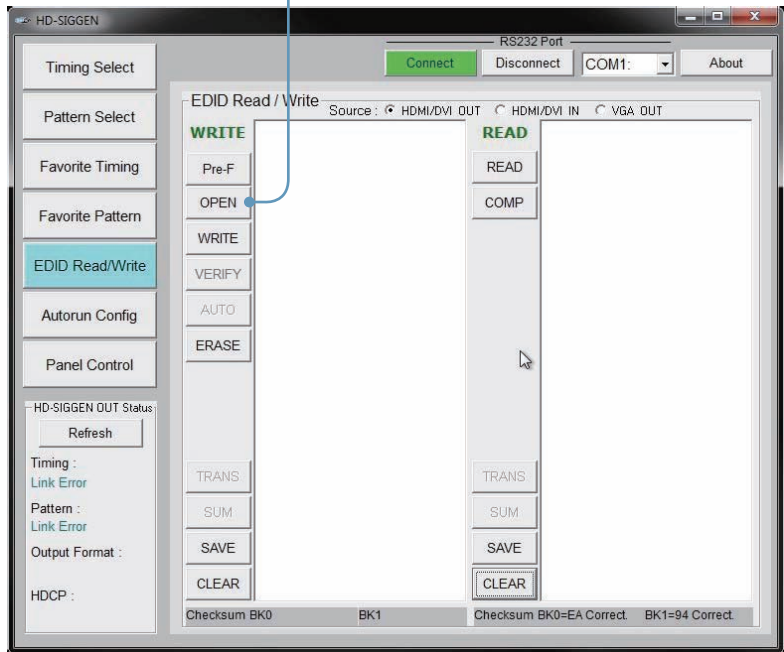 HD-SIGGEN
RS232 Port
Connect
Disconnect
COM1:
About
Timing Select
Pattern Select
Favorite Timing
Favorite Pattern
EDID Read/Write
Autorun Config
Panel Control
HD-SIGGEN OUT Status
Refresh
Timing :
Link Error
Pattern :
Link Error
Output Format :
HDCP :
EDID Read / Write
Source : HDMI/DVI OUT HDMI/DVI IN VGA OUT
WRITE
Pre-F
OPEN
WRITE
VERIFY
AUTO
ERASE
TRANS
SUM
SAVE
CLEAR
Checksum BK0 BK1
READ
READ
COMP
TRANS
SUM
SAVE
CLEAR
Checksum BK0=EA Correct. BK1=94 Correct.